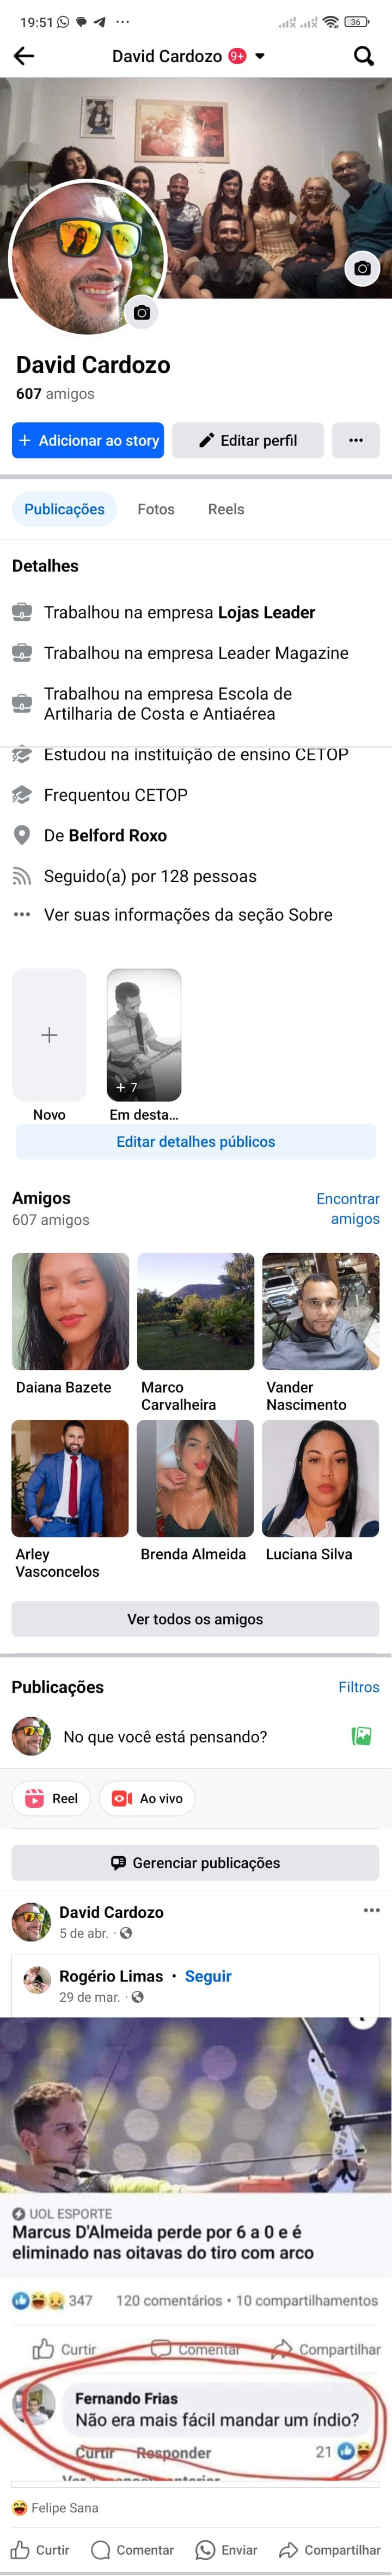 19:51
36
David Cardozo 9+
David Cardozo
607 amigos
+ Adicionar ao story
Editar perfil
Publicações
Fotos
Reels
Detalhes
Trabalhou na empresa Lojas Leader
Trabalhou na empresa Leader Magazine
Trabalhou na empresa Escola de
Artilharia de Costa e Antiaérea
Estudou na instituição de ensino CETOP
Frequentou CETOP
De Belford Roxo
Seguido(a) por 128 pessoas
Ver suas informações da seção Sobre
+ 7
Novo
Em desta...
Editar detalhes públicos
Amigos
Encontrar
amigos
607 amigos
Daiana Bazete
Marco
Carvalheira
Vander
Nascimento
Arley
Vasconcelos
Brenda Almeida
Luciana Silva
Ver todos os amigos
Publicações
Filtros
No que você está pensando?
Reel
Ao vivo
Gerenciar publicações
David Cardozo
5 de abr. ·
Rogério Limas • Seguir
29 de mar. ·
UOL ESPORTE
Marcus D'Almeida perde por 6 a 0 e é
eliminado nas oitavas do tiro com arco
347
120 comentários • 10 compartilhamentos
Curtir
Comentar
Compartilhar
Fernando Frias
Não era mais fácil mandar um índio?
Curtir
Responder
21
Felipe Sana
Curtir
Comentar
Enviar
Compartilhar